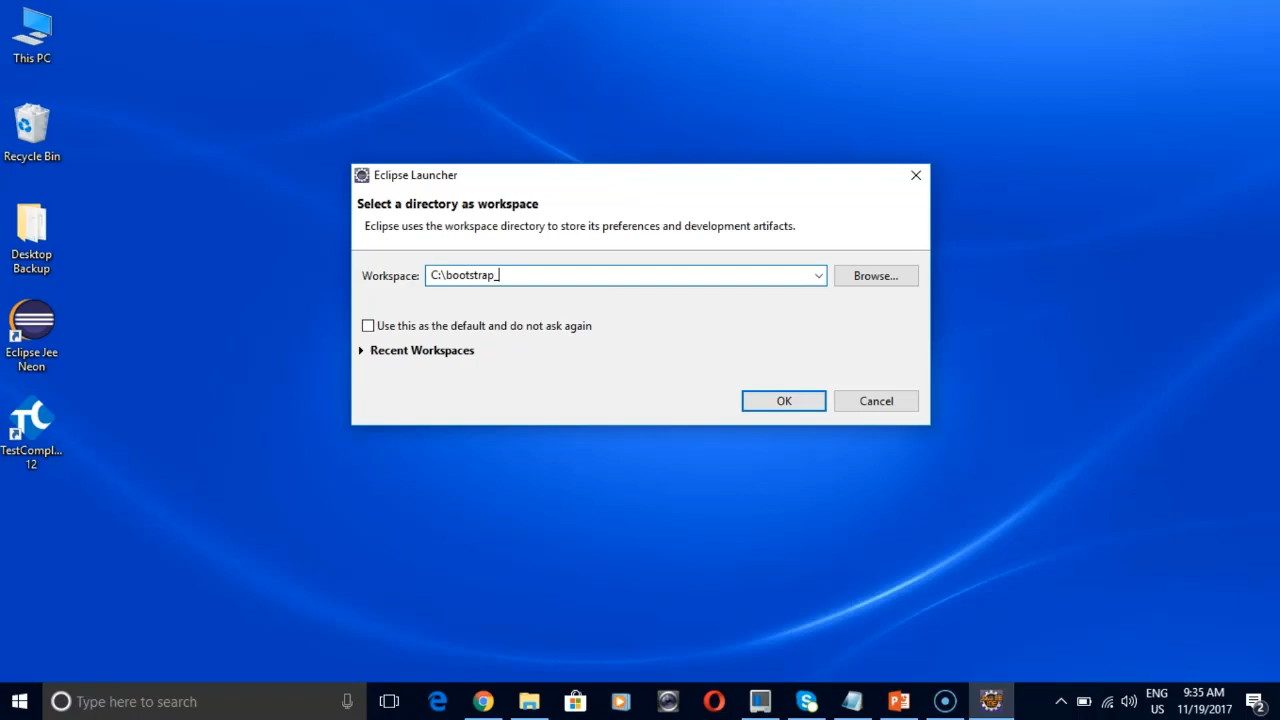 This PC
Recycle Bin
Desktop
Backup
Eclipse Jee
Neon
TestCompl...
12
Eclipse Launcher
Select a directory as workspace
Eclipse uses the workspace directory to store its preferences and development artifacts.
Workspace: C:\bootstrap_ Browse...
Use this as the default and do not ask again
Recent Workspaces
OK Cancel
Type here to search
ENG
US
9:35 AM
11/19/2017
2